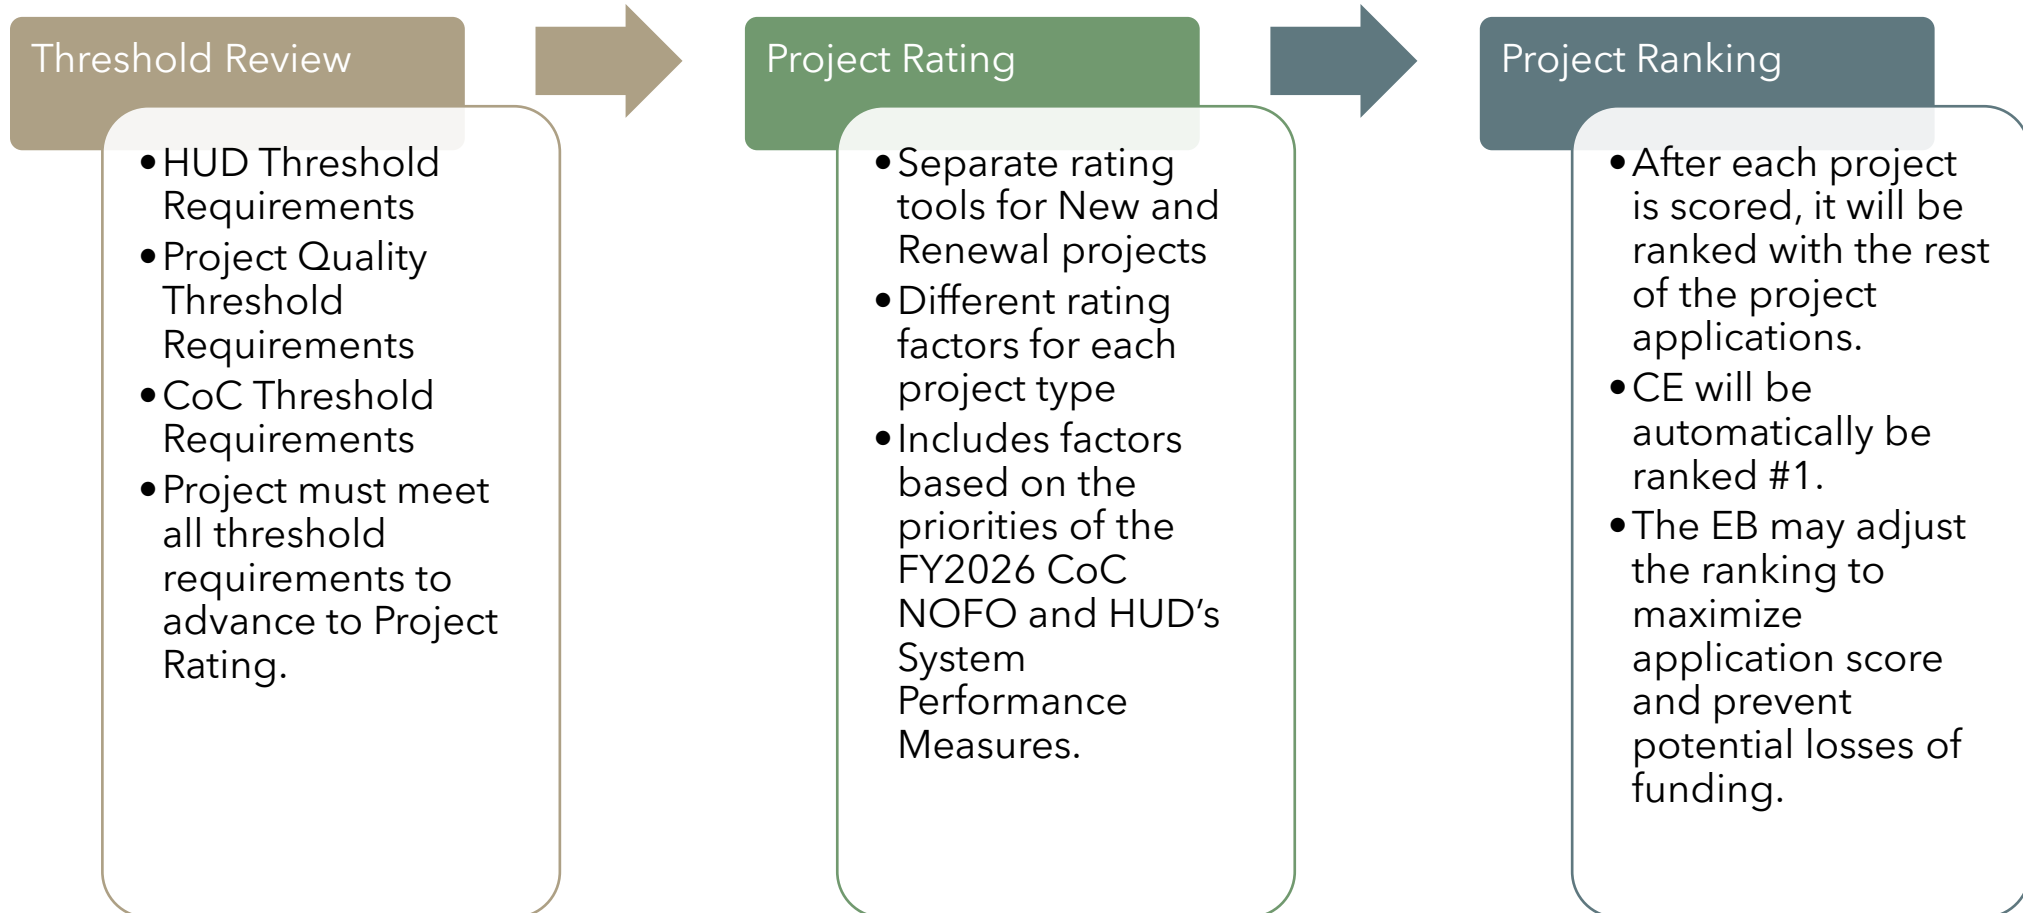 Threshold Review
•HUD Threshold
Requirements
•Project Quality
Threshold
Requirements
•CoC Threshold
Requirements
•Project must meet
all threshold
requirements to
advance to Project
Rating.
Project Rating
•Separate rating
tools for New and
Renewal projects
•Different rating
factors for each
project type
•Includes factors
based on the
priorities of the
FY2026 CoC
NOFO and HUD’s
System
Performance
Measures.
Project Ranking
•After each project
is scored, it will be
ranked with the rest
of the project
applications.
•CE will be
automatically be
ranked #1.
•The EB may adjust
the ranking to
maximize
application score
and prevent
potential losses of
funding.